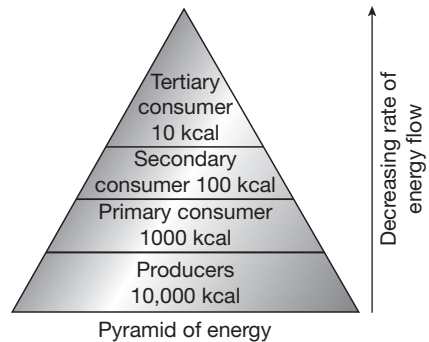 Tertiary
consumer
10 kcal
Secondary
consumer 100 kcal
Primary consumer
1000 kcal
Producers
10,000 kcal
Pyramid of energy
Decreasing rate of
energy flow